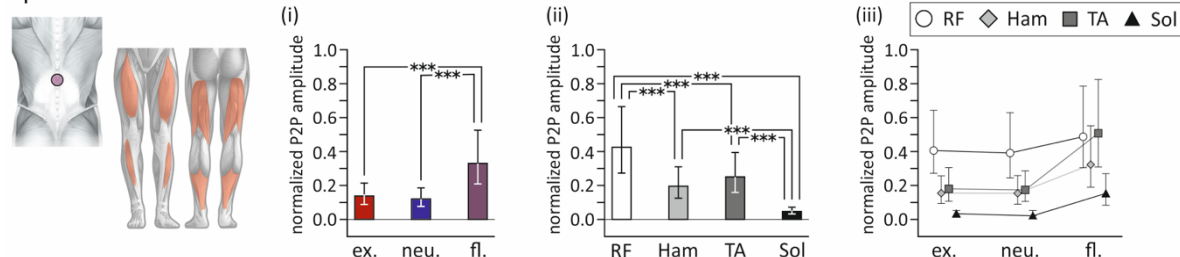 (i)
normalized P2P amplitude
1.0
0.8
0.6
0.4
0.2
0.0
***
***
ex. neu. fl.
(ii)
normalized P2P amplitude
1.0
0.8
0.6
0.4
0.2
0.0
***
***
***
***
***
RF Ham TA Sol
(iii)
RF Ham TA Sol
normalized P2P amplitude
1.0
0.8
0.6
0.4
0.2
0.0
ex. neu. fl.